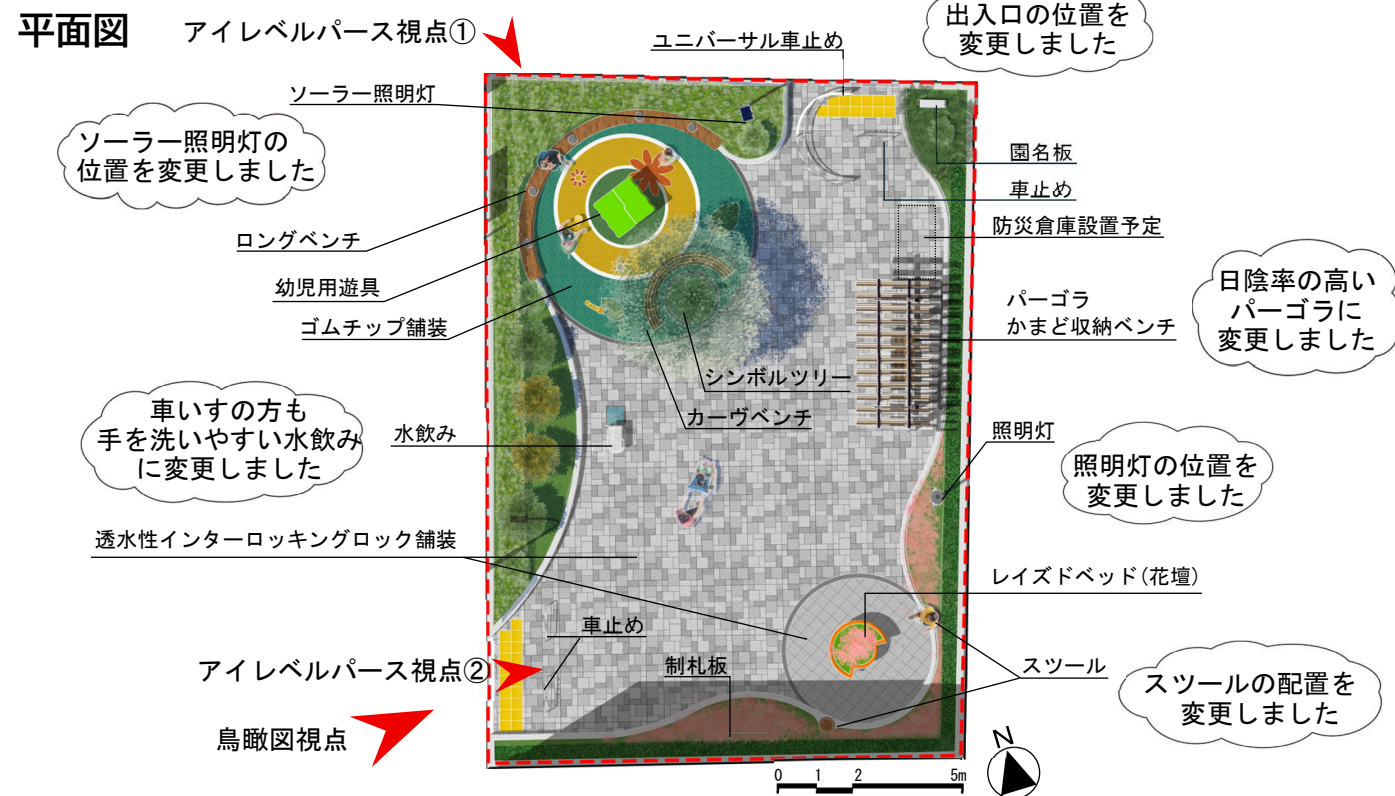 平面図
アイレベルパース視点①
ユニバーサル車止め
出入口の位置を
変更しました
ソーラー照明灯
ソーラー照明灯の
位置を変更しました
園名板
車止め
防災倉庫設置予定
ロングベンチ
幼児用遊具
ゴムチップ舗装
パーゴラ
かまど収納ベンチ
日陰率の高い
パーゴラに
変更しました
シンボルツリー
カーヴベンチ
車いすの方も
手を洗いやすい水飲み
に変更しました
水飲み
照明灯
照明灯の位置を
変更しました
透水性インターロッキングロック舗装
レイズドベッド(花壇)
車止め
アイレベルパース視点②
制札板
スツール
スツールの配置を
変更しました
鳥瞰図視点
N
0 1 2 5m